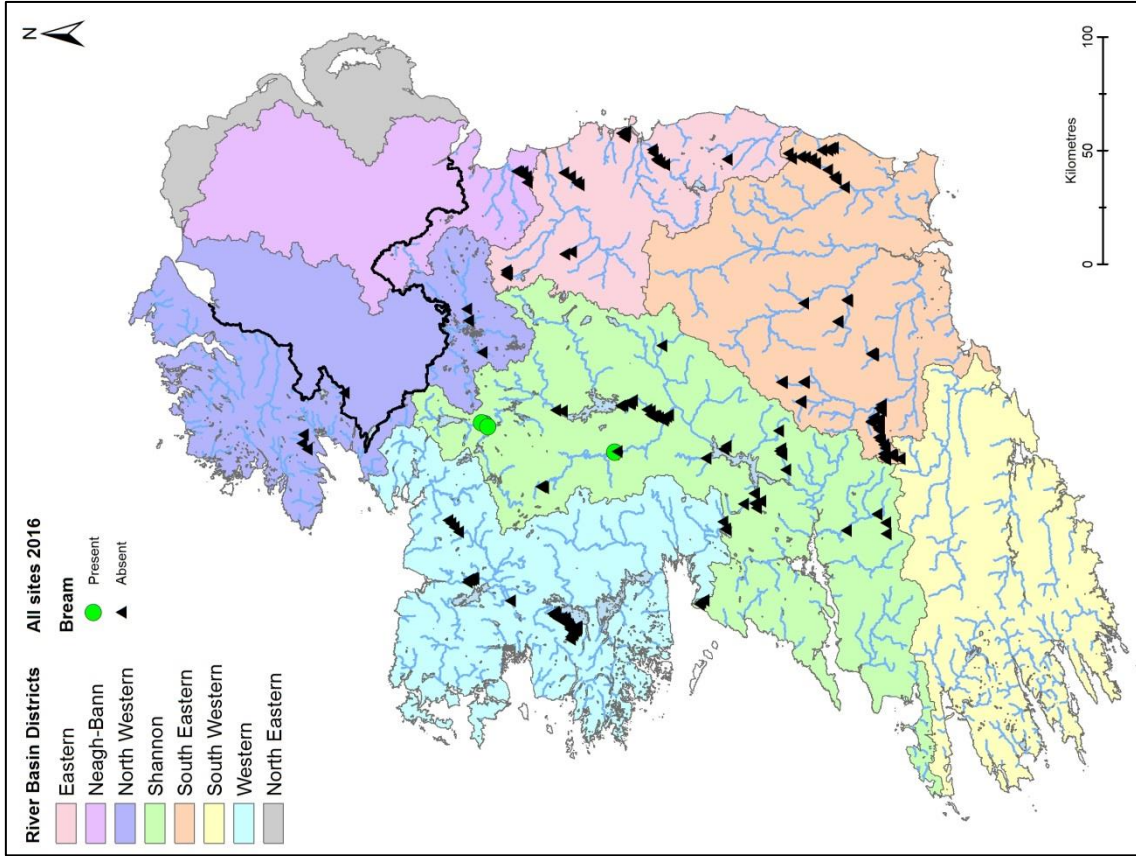 River Basin Districts
Eastern
Neagh-Bann
North Western
Shannon
South Eastern
South Western
Western
North Eastern
All sites 2016
Bream
Present
Absent
N
0 50 100
Kilometres